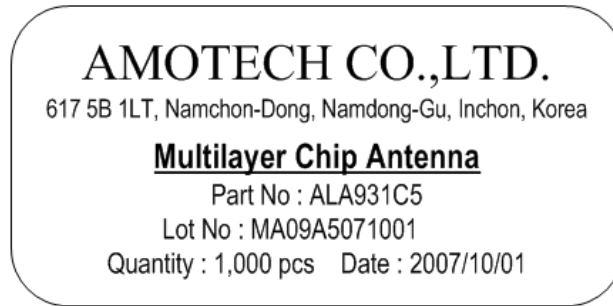 AMOTECH CO.,LTD.
617 5B 1LT, Namchon-Dong, Namdong-Gu, Inchon, Korea
Multilayer Chip Antenna
Part No : ALA931C5
Lot No : MA09A5071001
Quantity : 1,000 pcs Date : 2007/10/01